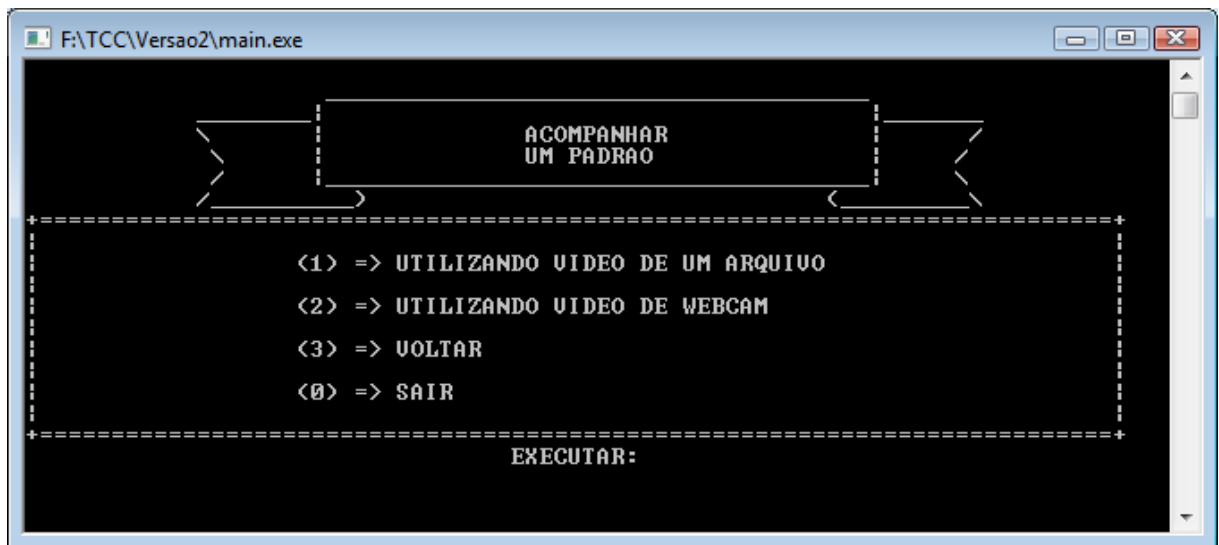 F:\TCC\Versao2\main.exe
ACOMPANHAR
UM PADRAO
(1) => UTILIZANDO VIDEO DE UM ARQUIVO
(2) => UTILIZANDO VIDEO DE WEBCAM
(3) => VOLTAR
(0) => SAIR
EXECUTAR: